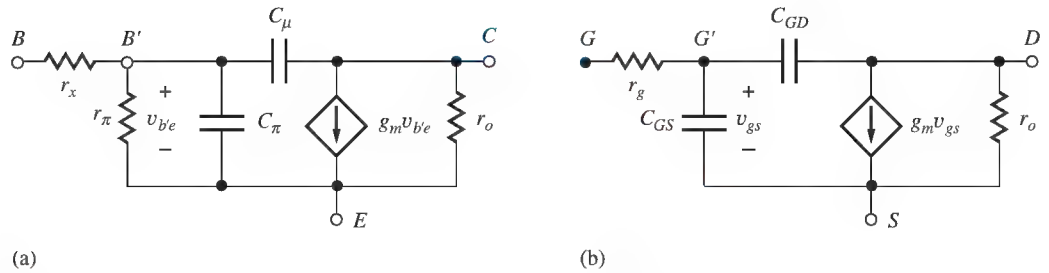 B
B′
C_μ
C
r_x
r_π
+
v_b'e
−
C_π
g_m v_b'e
r_o
E
(a)
G
G′
C_GD
D
r_g
C_GS
+
v_gs
−
g_m v_gs
r_o
S
(b)